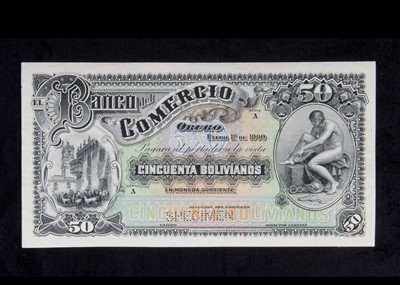 50
EL Banco del
Comercio
SERIE A
Oruro
Enero 1º de 1900
Pagará al portador a la vista
CINCUENTA BOLIVIANOS
EN MONEDA CORRIENTE
SERIE A
CINCUENTA BOLIVIANOS
SPECIMEN
50
50